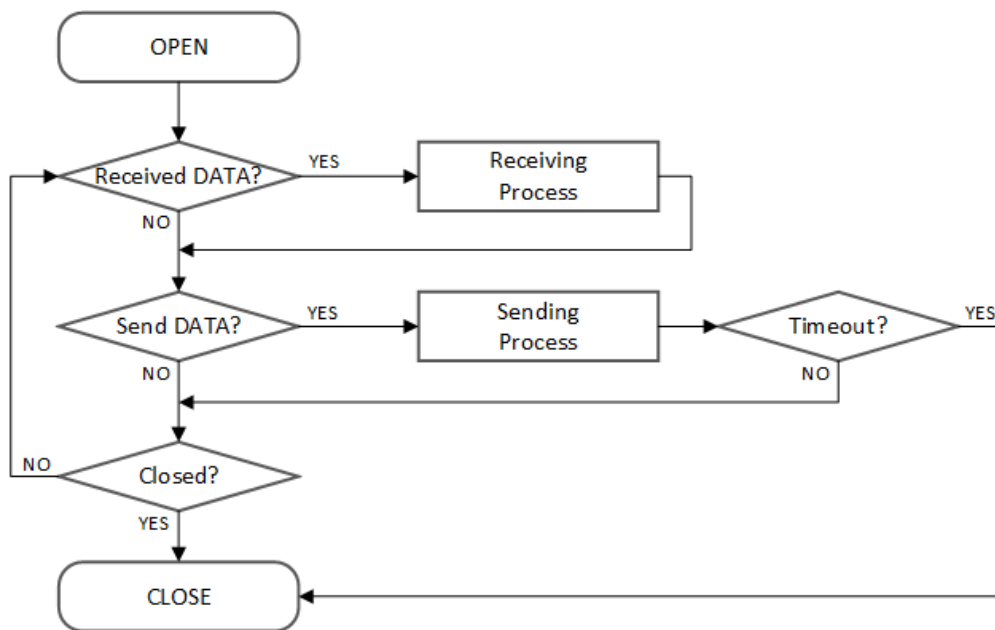 OPEN
Received DATA?
YES
Receiving
Process
NO
Send DATA?
YES
Sending
Process
Timeout?
YES
NO
NO
Closed?
NO
YES
CLOSE